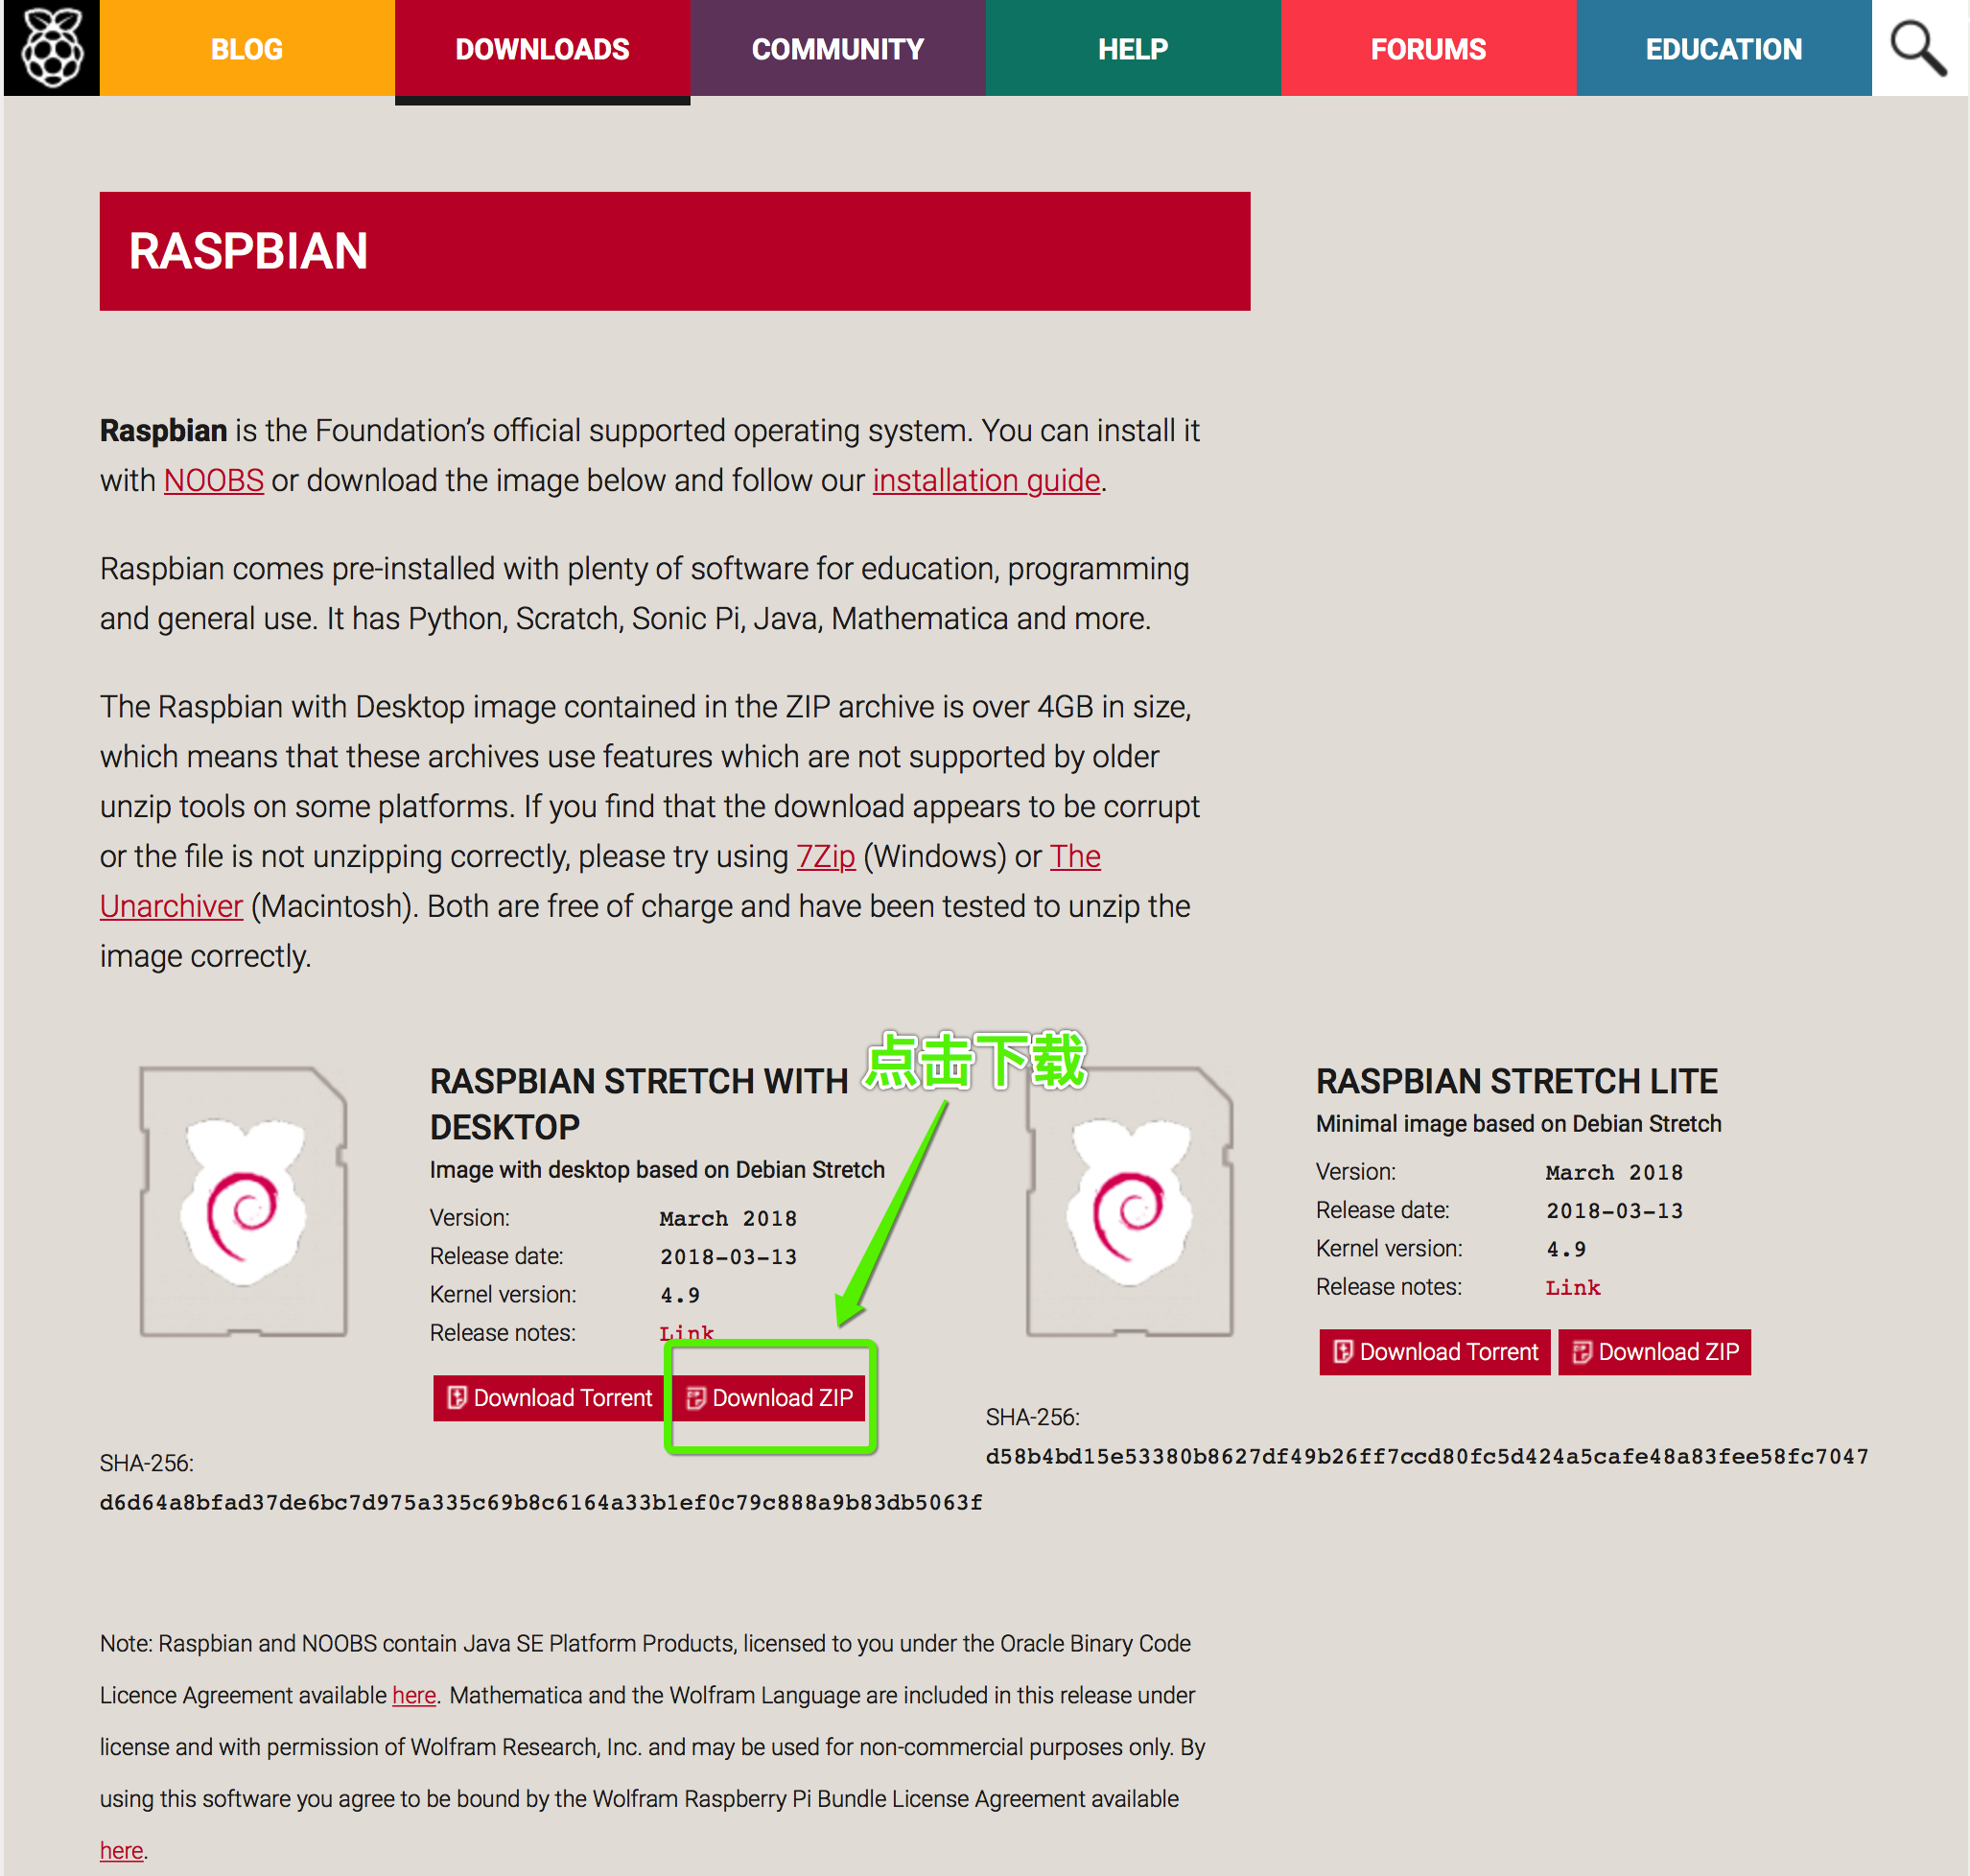 BLOG
DOWNLOADS
COMMUNITY
HELP
FORUMS
EDUCATION
RASPBIAN
Raspbian is the Foundation’s official supported operating system. You can install it
with NOOBS or download the image below and follow our installation guide.
Raspbian comes pre-installed with plenty of software for education, programming
and general use. It has Python, Scratch, Sonic Pi, Java, Mathematica and more.
The Raspbian with Desktop image contained in the ZIP archive is over 4GB in size,
which means that these archives use features which are not supported by older
unzip tools on some platforms. If you find that the download appears to be corrupt
or the file is not unzipping correctly, please try using 7Zip (Windows) or The
Unarchiver (Macintosh). Both are free of charge and have been tested to unzip the
image correctly.
点击下载
RASPBIAN STRETCH WITH
DESKTOP
Image with desktop based on Debian Stretch
Version: March 2018
Release date: 2018-03-13
Kernel version: 4.9
Release notes: Link
Download Torrent
Download ZIP
SHA-256:
d6d64a8bfad37de6bc7d975a335c69b8c6164a33b1ef0c79c888a9b83db5063f
RASPBIAN STRETCH LITE
Minimal image based on Debian Stretch
Version: March 2018
Release date: 2018-03-13
Kernel version: 4.9
Release notes: Link
Download Torrent
Download ZIP
SHA-256:
d58b4bd15e53380b8627df49b26ff7ccd80fc5d424a5cafe48a83fee58fc7047
Note: Raspbian and NOOBS contain Java SE Platform Products, licensed to you under the Oracle Binary Code
Licence Agreement available here. Mathematica and the Wolfram Language are included in this release under
license and with permission of Wolfram Research, Inc. and may be used for non-commercial purposes only. By
using this software you agree to be bound by the Wolfram Raspberry Pi Bundle License Agreement available
here.